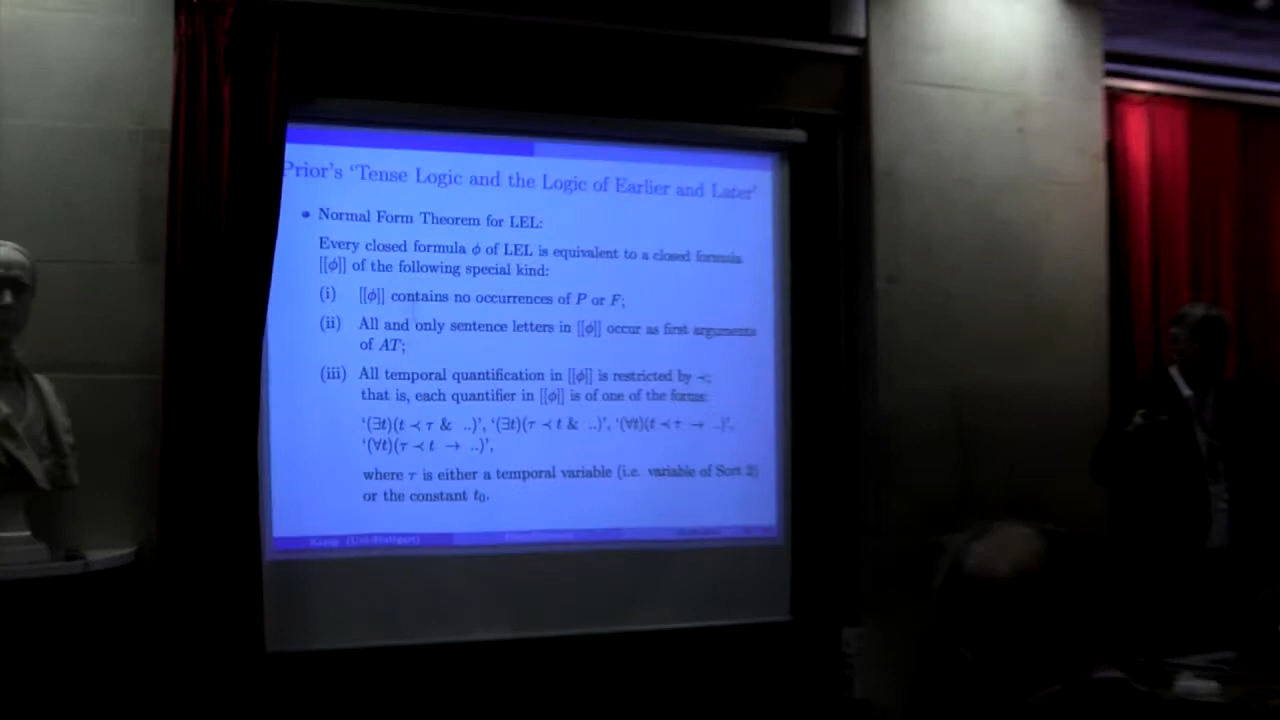 Prior's 'Tense Logic and the Logic of Earlier and Later'
• Normal Form Theorem for LEL:
Every closed formula ϕ of LEL is equivalent to a closed formula
[[ϕ]] of the following special kind:
(i) [[ϕ]] contains no occurrences of P or F;
(ii) All and only sentence letters in [[ϕ]] occur as first arguments
of AT;
(iii) All temporal quantification in [[ϕ]] is restricted by ≺;
that is, each quantifier in [[ϕ]] is of one of the forms:
'(∃t)(t ≺ τ & ..)', '(∃t)(τ ≺ t & ..)', '(∀t)(t ≺ τ → ..)',
'(∀t)(τ ≺ t → ..)',
where τ is either a temporal variable (i.e. variable of Sort 2)
or the constant t₀.
Kamp (Uni-Stuttgart)